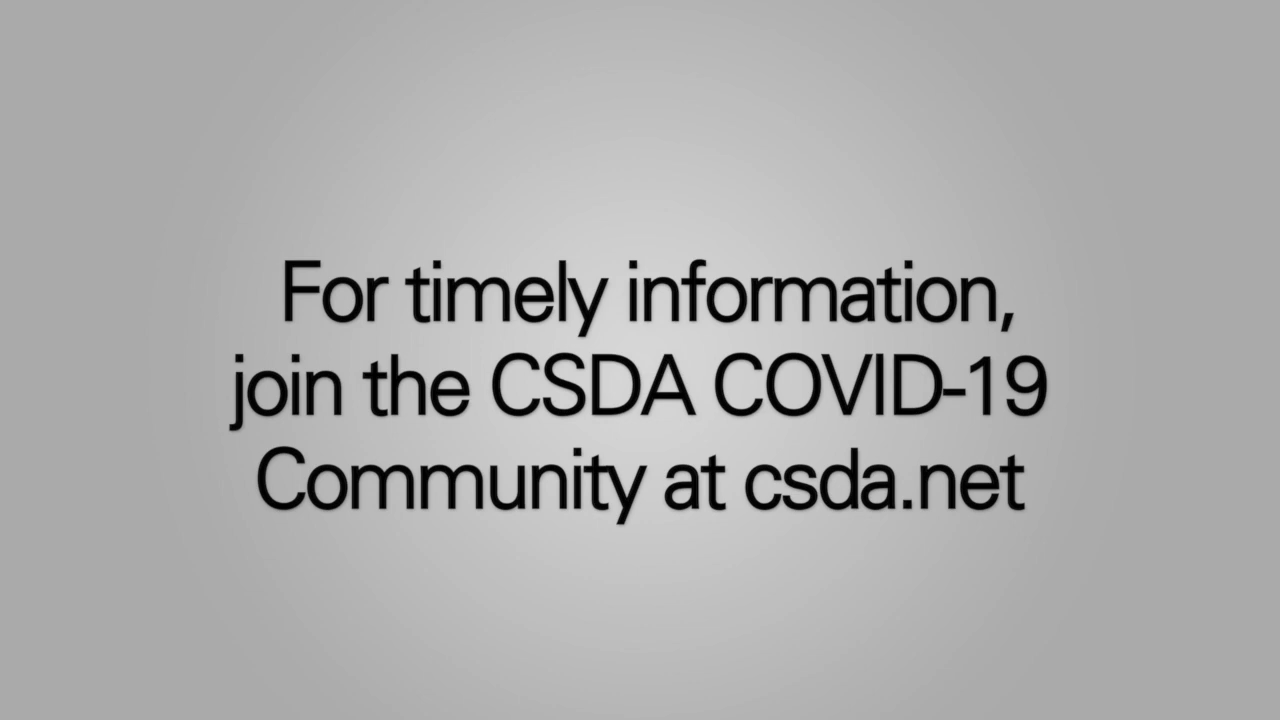 For timely information,
join the CSDA COVID-19
Community at csda.net